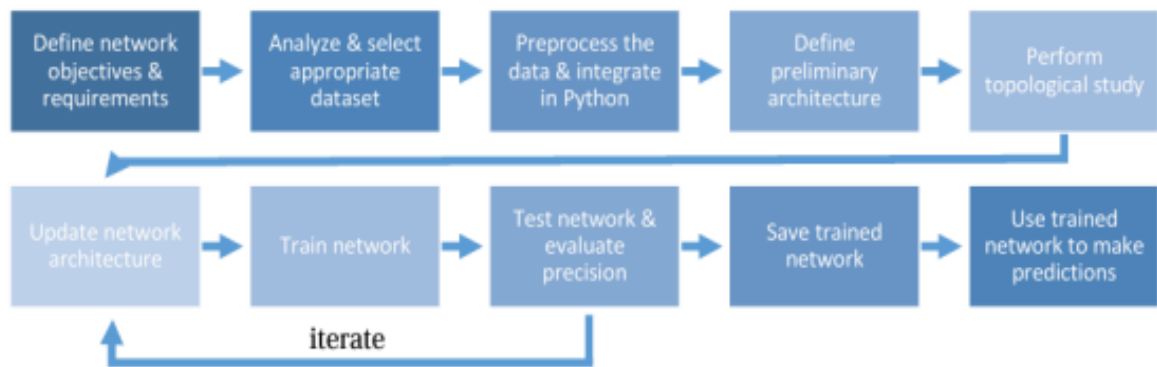 Define network
objectives &
requirements
Analyze & select
appropriate
dataset
Preprocess the
data & integrate
in Python
Define
preliminary
architecture
Perform
topological study
Update network
architecture
Train network
Test network &
evaluate
precision
Save trained
network
Use trained
network to make
predictions
iterate